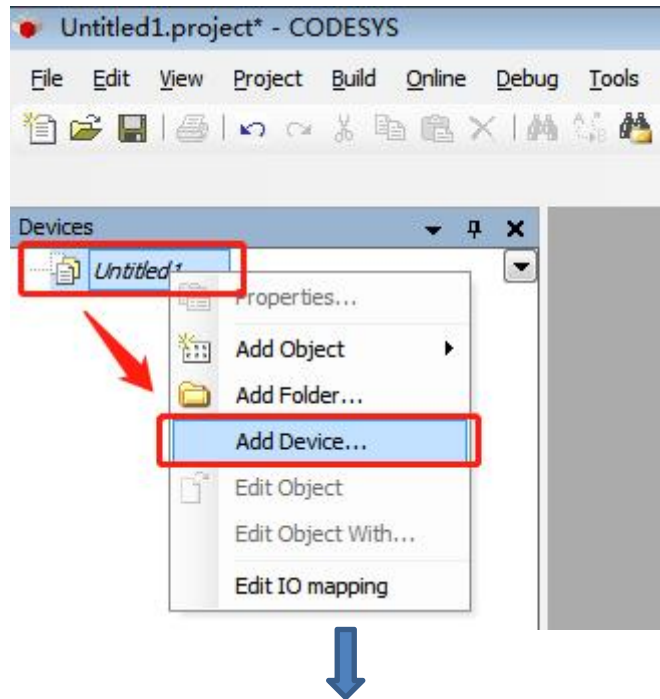 Untitled1.project* - CODESYS
File Edit View Project Build Online Debug Tools
Devices
Untitled1
Properties...
Add Object
Add Folder...
Add Device...
Edit Object
Edit Object With...
Edit IO mapping